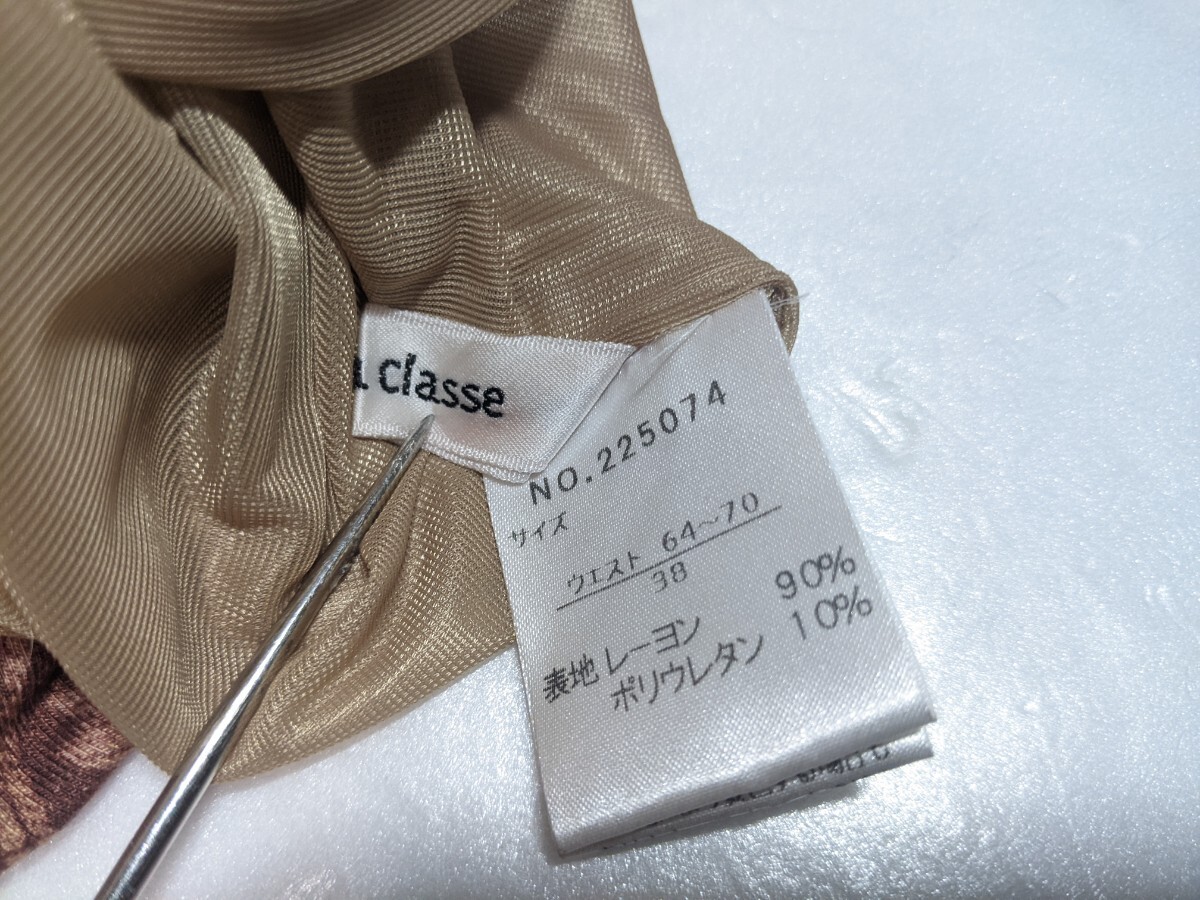 classe
NO.225074
サイズ
ウエスト 64~70
38
表地 レーヨン 90%
ポリウレタン 10%